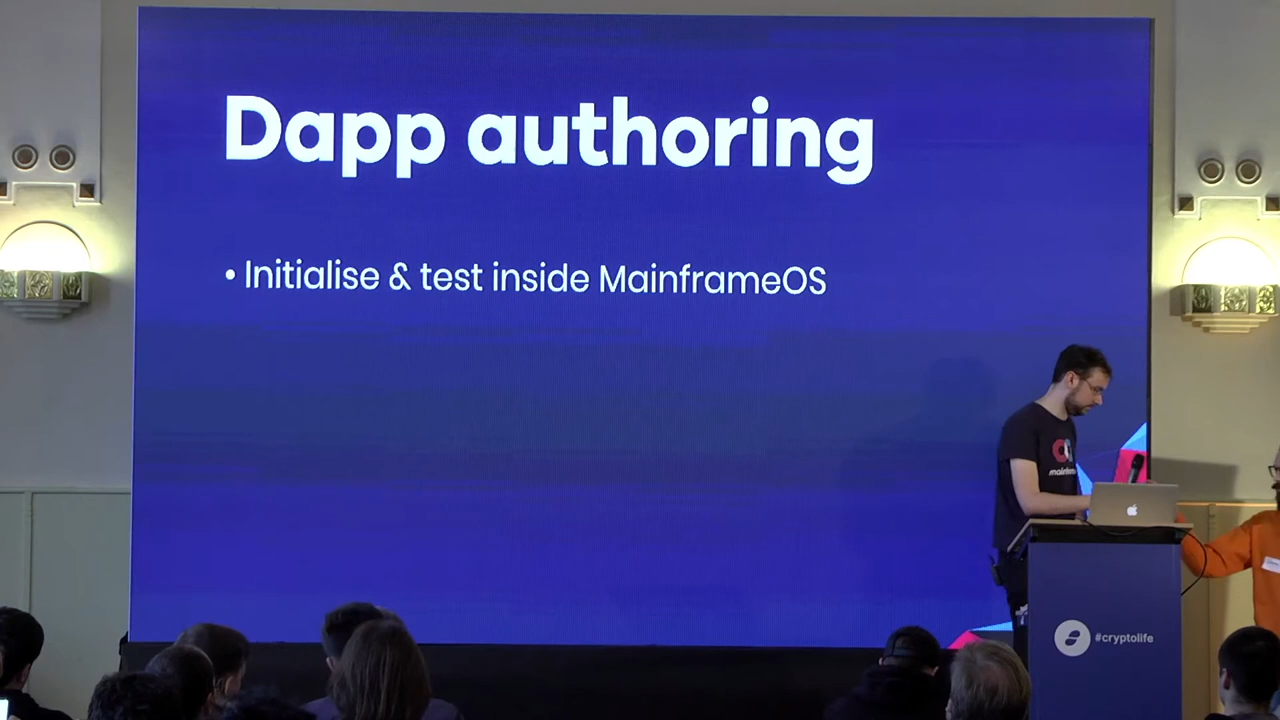 Dapp authoring
• Initialise & test inside MainframeOS
#cryptolife